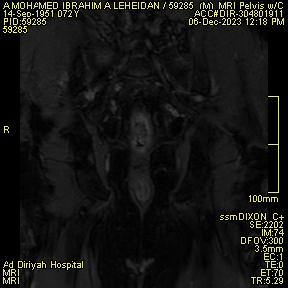 A MOHAMED IBRAHIM A LEHEIDAN / 59285 (M) MRI Pelvis w/C
14-Sep-1951 072Y
ACC#DIR-304801911
PID:59285
06-Dec-2023 12:18 PM
59285
R
100mm
ssmDIXON_C+
SE:2202
IM:74
DFOV:300
3.5mm
EC:1
Ad Diriyah Hospital
TE:0
MRI
ET:70
MRI
TR:5.29